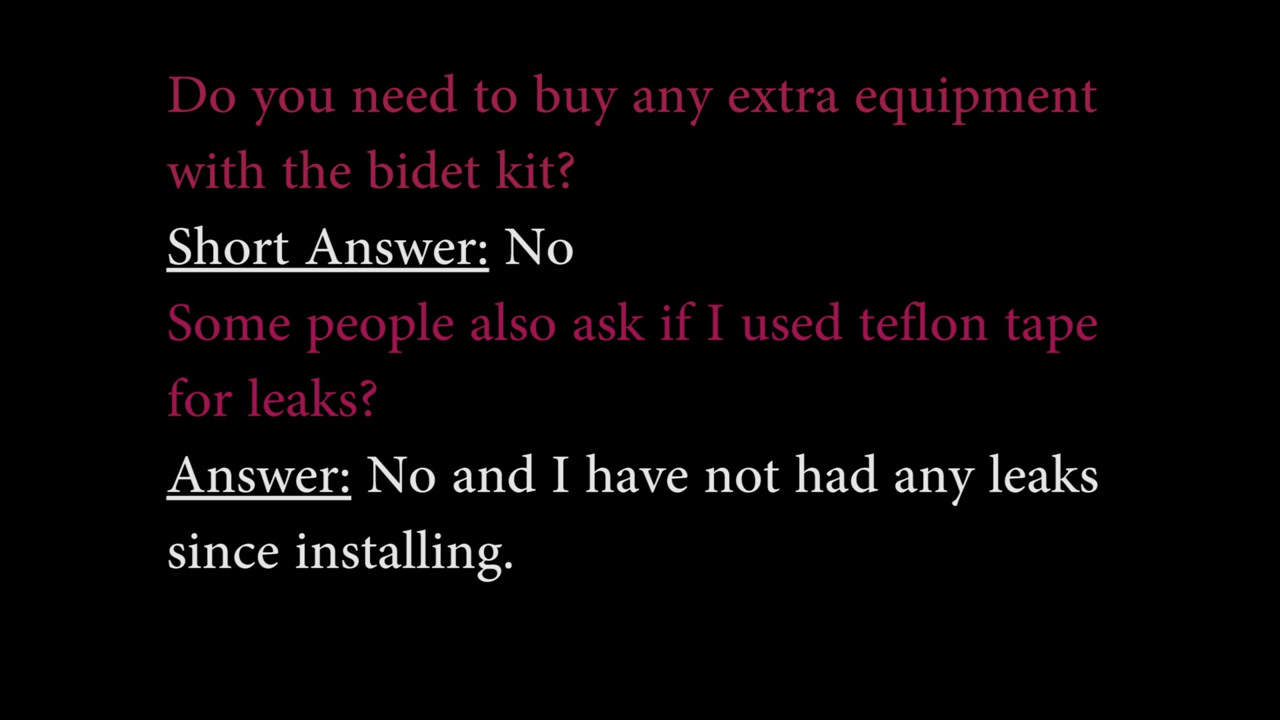 Do you need to buy any extra equipment
with the bidet kit?
Short Answer: No
Some people also ask if I used teflon tape
for leaks?
Answer: No and I have not had any leaks
since installing.